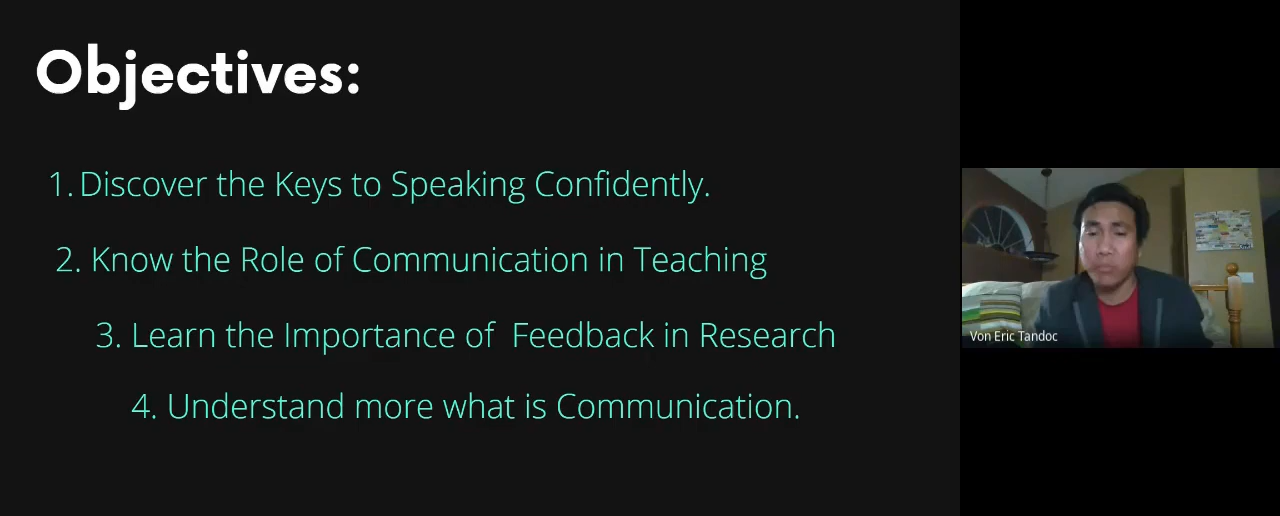 Objectives:
1. Discover the Keys to Speaking Confidently.
2. Know the Role of Communication in Teaching
3. Learn the Importance of Feedback in Research
4. Understand more what is Communication.
Von Eric Tandoc